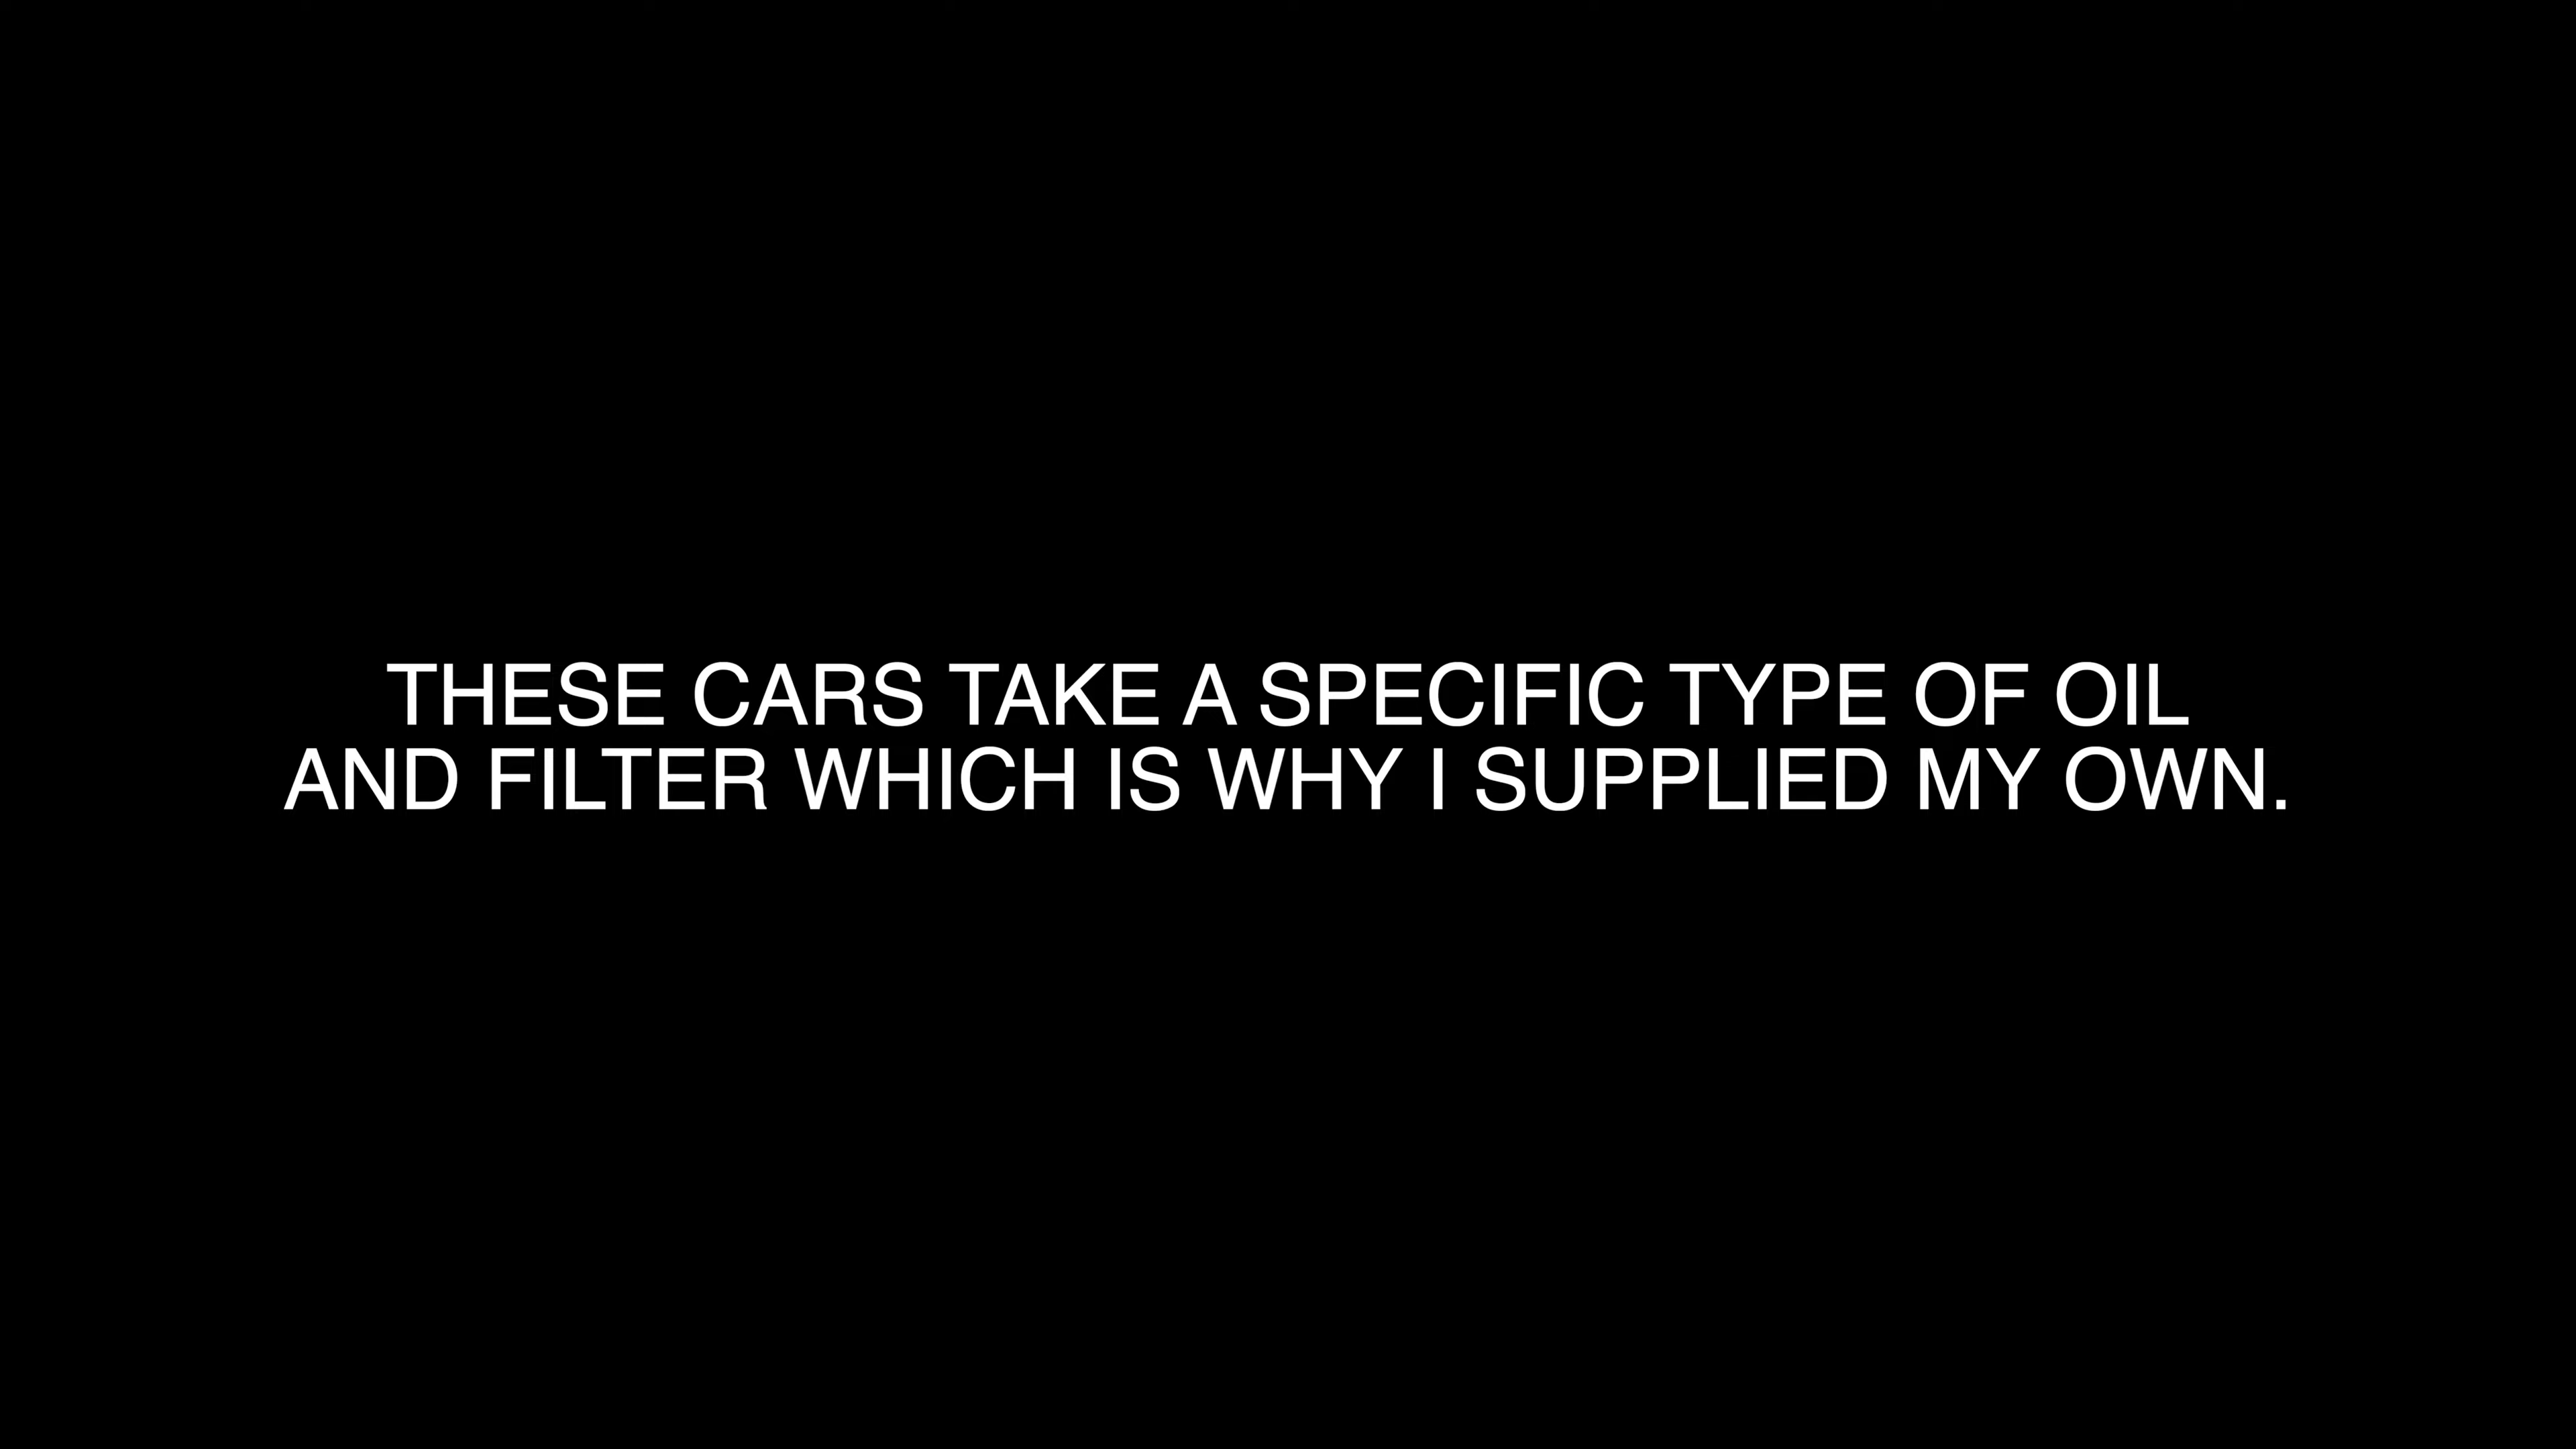 THESE CARS TAKE A SPECIFIC TYPE OF OIL
AND FILTER WHICH IS WHY I SUPPLIED MY OWN.